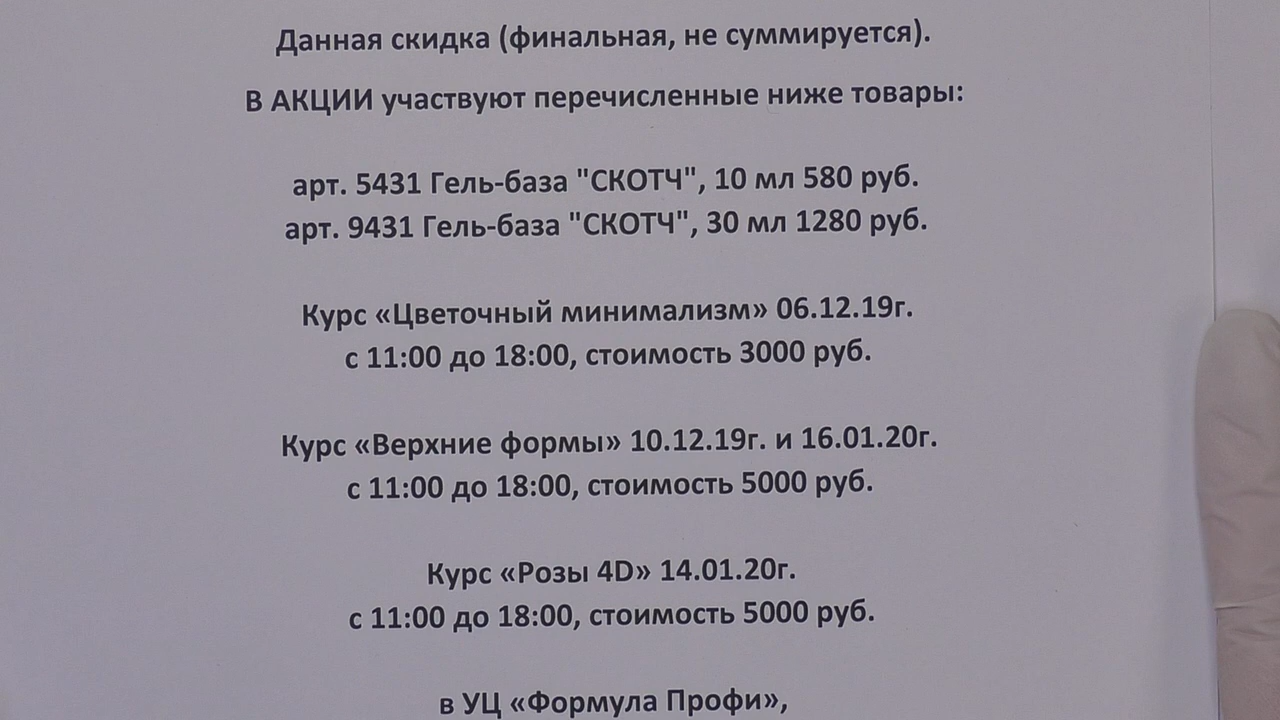 Данная скидка (финальная, не суммируется).
В АКЦИИ участвуют перечисленные ниже товары:
арт. 5431 Гель-база "СКОТЧ", 10 мл 580 руб.
арт. 9431 Гель-база "СКОТЧ", 30 мл 1280 руб.
Курс «Цветочный минимализм» 06.12.19г.
с 11:00 до 18:00, стоимость 3000 руб.
Курс «Верхние формы» 10.12.19г. и 16.01.20г.
с 11:00 до 18:00, стоимость 5000 руб.
Курс «Розы 4D» 14.01.20г.
с 11:00 до 18:00, стоимость 5000 руб.
в УЦ «Формула Профи»,